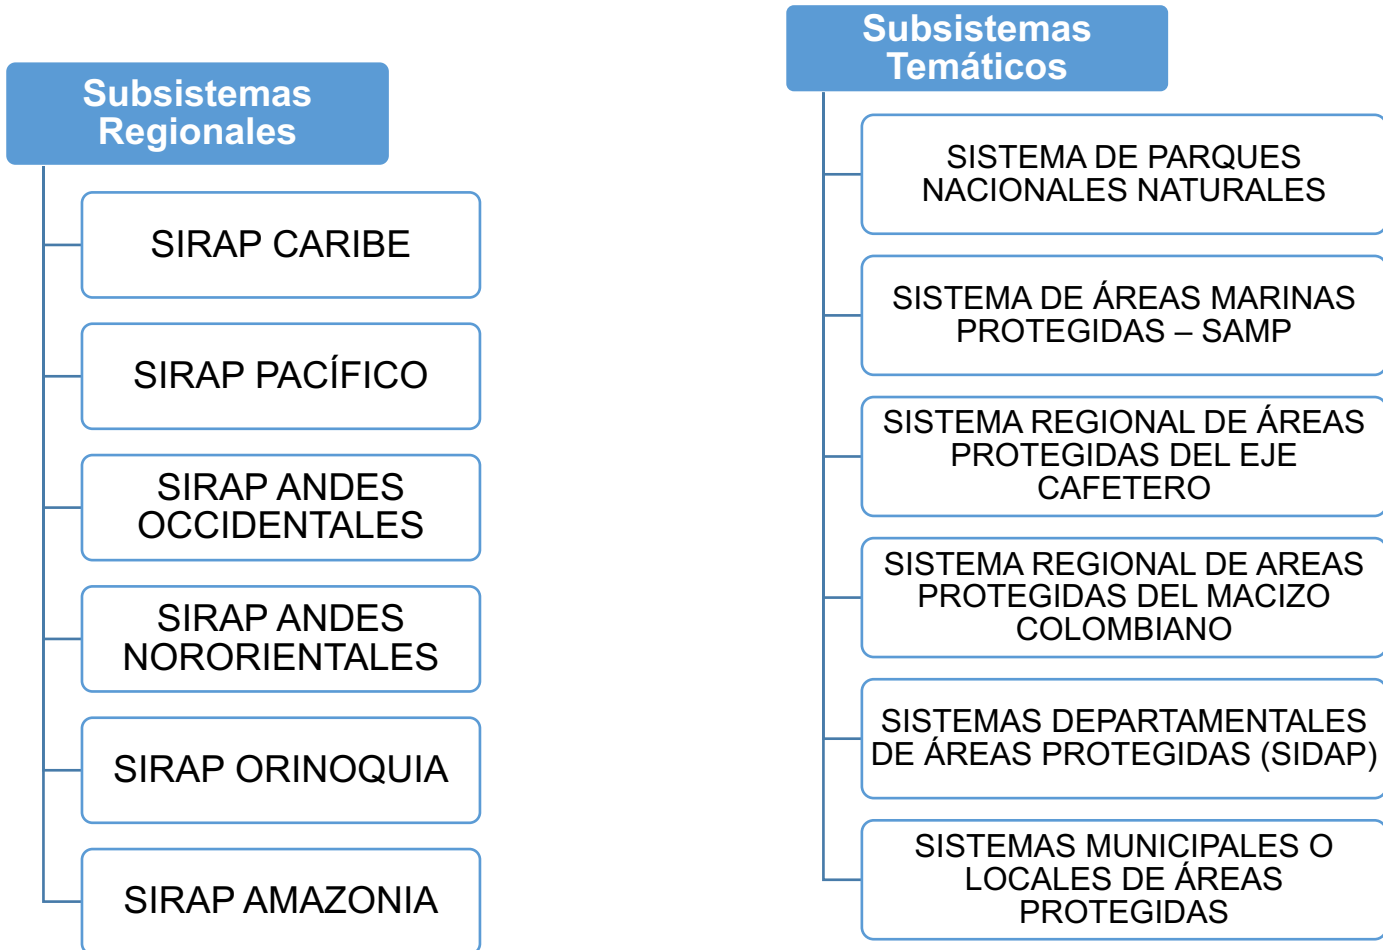 Subsistemas
Regionales
SIRAP CARIBE
SIRAP PACÍFICO
SIRAP ANDES
OCCIDENTALES
SIRAP ANDES
NORORIENTALES
SIRAP ORINOQUIA
SIRAP AMAZONIA
Subsistemas
Temáticos
SISTEMA DE PARQUES
NACIONALES NATURALES
SISTEMA DE ÁREAS MARINAS
PROTEGIDAS – SAMP
SISTEMA REGIONAL DE ÁREAS
PROTEGIDAS DEL EJE
CAFETERO
SISTEMA REGIONAL DE AREAS
PROTEGIDAS DEL MACIZO
COLOMBIANO
SISTEMAS DEPARTAMENTALES
DE ÁREAS PROTEGIDAS (SIDAP)
SISTEMAS MUNICIPALES O
LOCALES DE ÁREAS
PROTEGIDAS